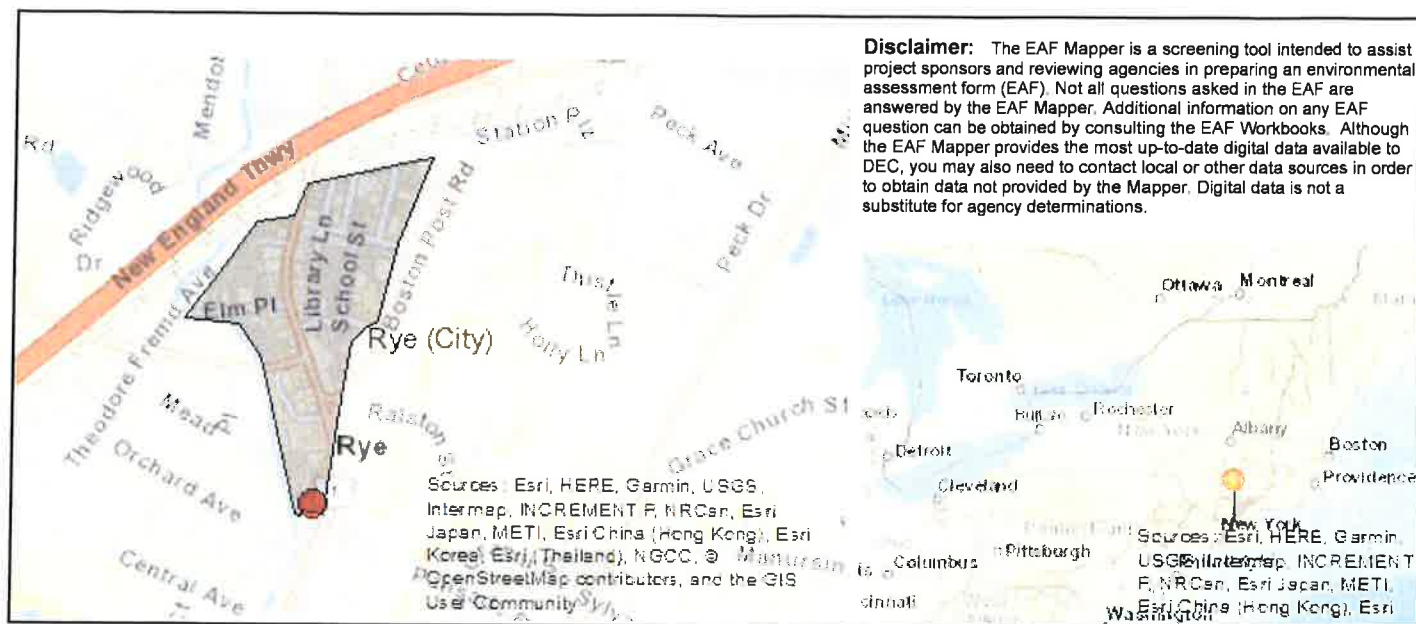 Disclaimer: The EAF Mapper is a screening tool intended to assist
project sponsors and reviewing agencies in preparing an environmental
assessment form (EAF). Not all questions asked in the EAF are
answered by the EAF Mapper. Additional information on any EAF
question can be obtained by consulting the EAF Workbooks. Although
the EAF Mapper provides the most up-to-date digital data available to
DEC, you may also need to contact local or other data sources in order
to obtain data not provided by the Mapper. Digital data is not a
substitute for agency determinations.
Rd
Ridgewood
Dr
New England Thwy
Station Plz
Peck Ave
Peck Dr
Boston Post Rd
Library Ln
School St
Elm Pl
Theodore Fremd Ave
Rye (City)
Holly Ln
Mead Pl
Orchard Ave
Ralston St
Rye
Grace Church St
Central Ave
Sources: Esri, HERE, Garmin, USGS,
Intermap, INCREMENT P, NRCan, Esri
Japan, METI, Esri China (Hong Kong), Esri
Korea, Esri (Thailand), NGCC, ©
OpenStreetMap contributors, and the GIS
User Community
Ottawa
Montreal
Toronto
Buffalo
Rochester
New York
Albany
Boston
Detroit
Providence
Cleveland
New York
Columbus
Pittsburgh
Philadelphia
Washington
Sources: Esri, HERE, Garmin,
USGS, Intermap, INCREMENT
P, NRCan, Esri Japan, METI,
Esri China (Hong Kong), Esri